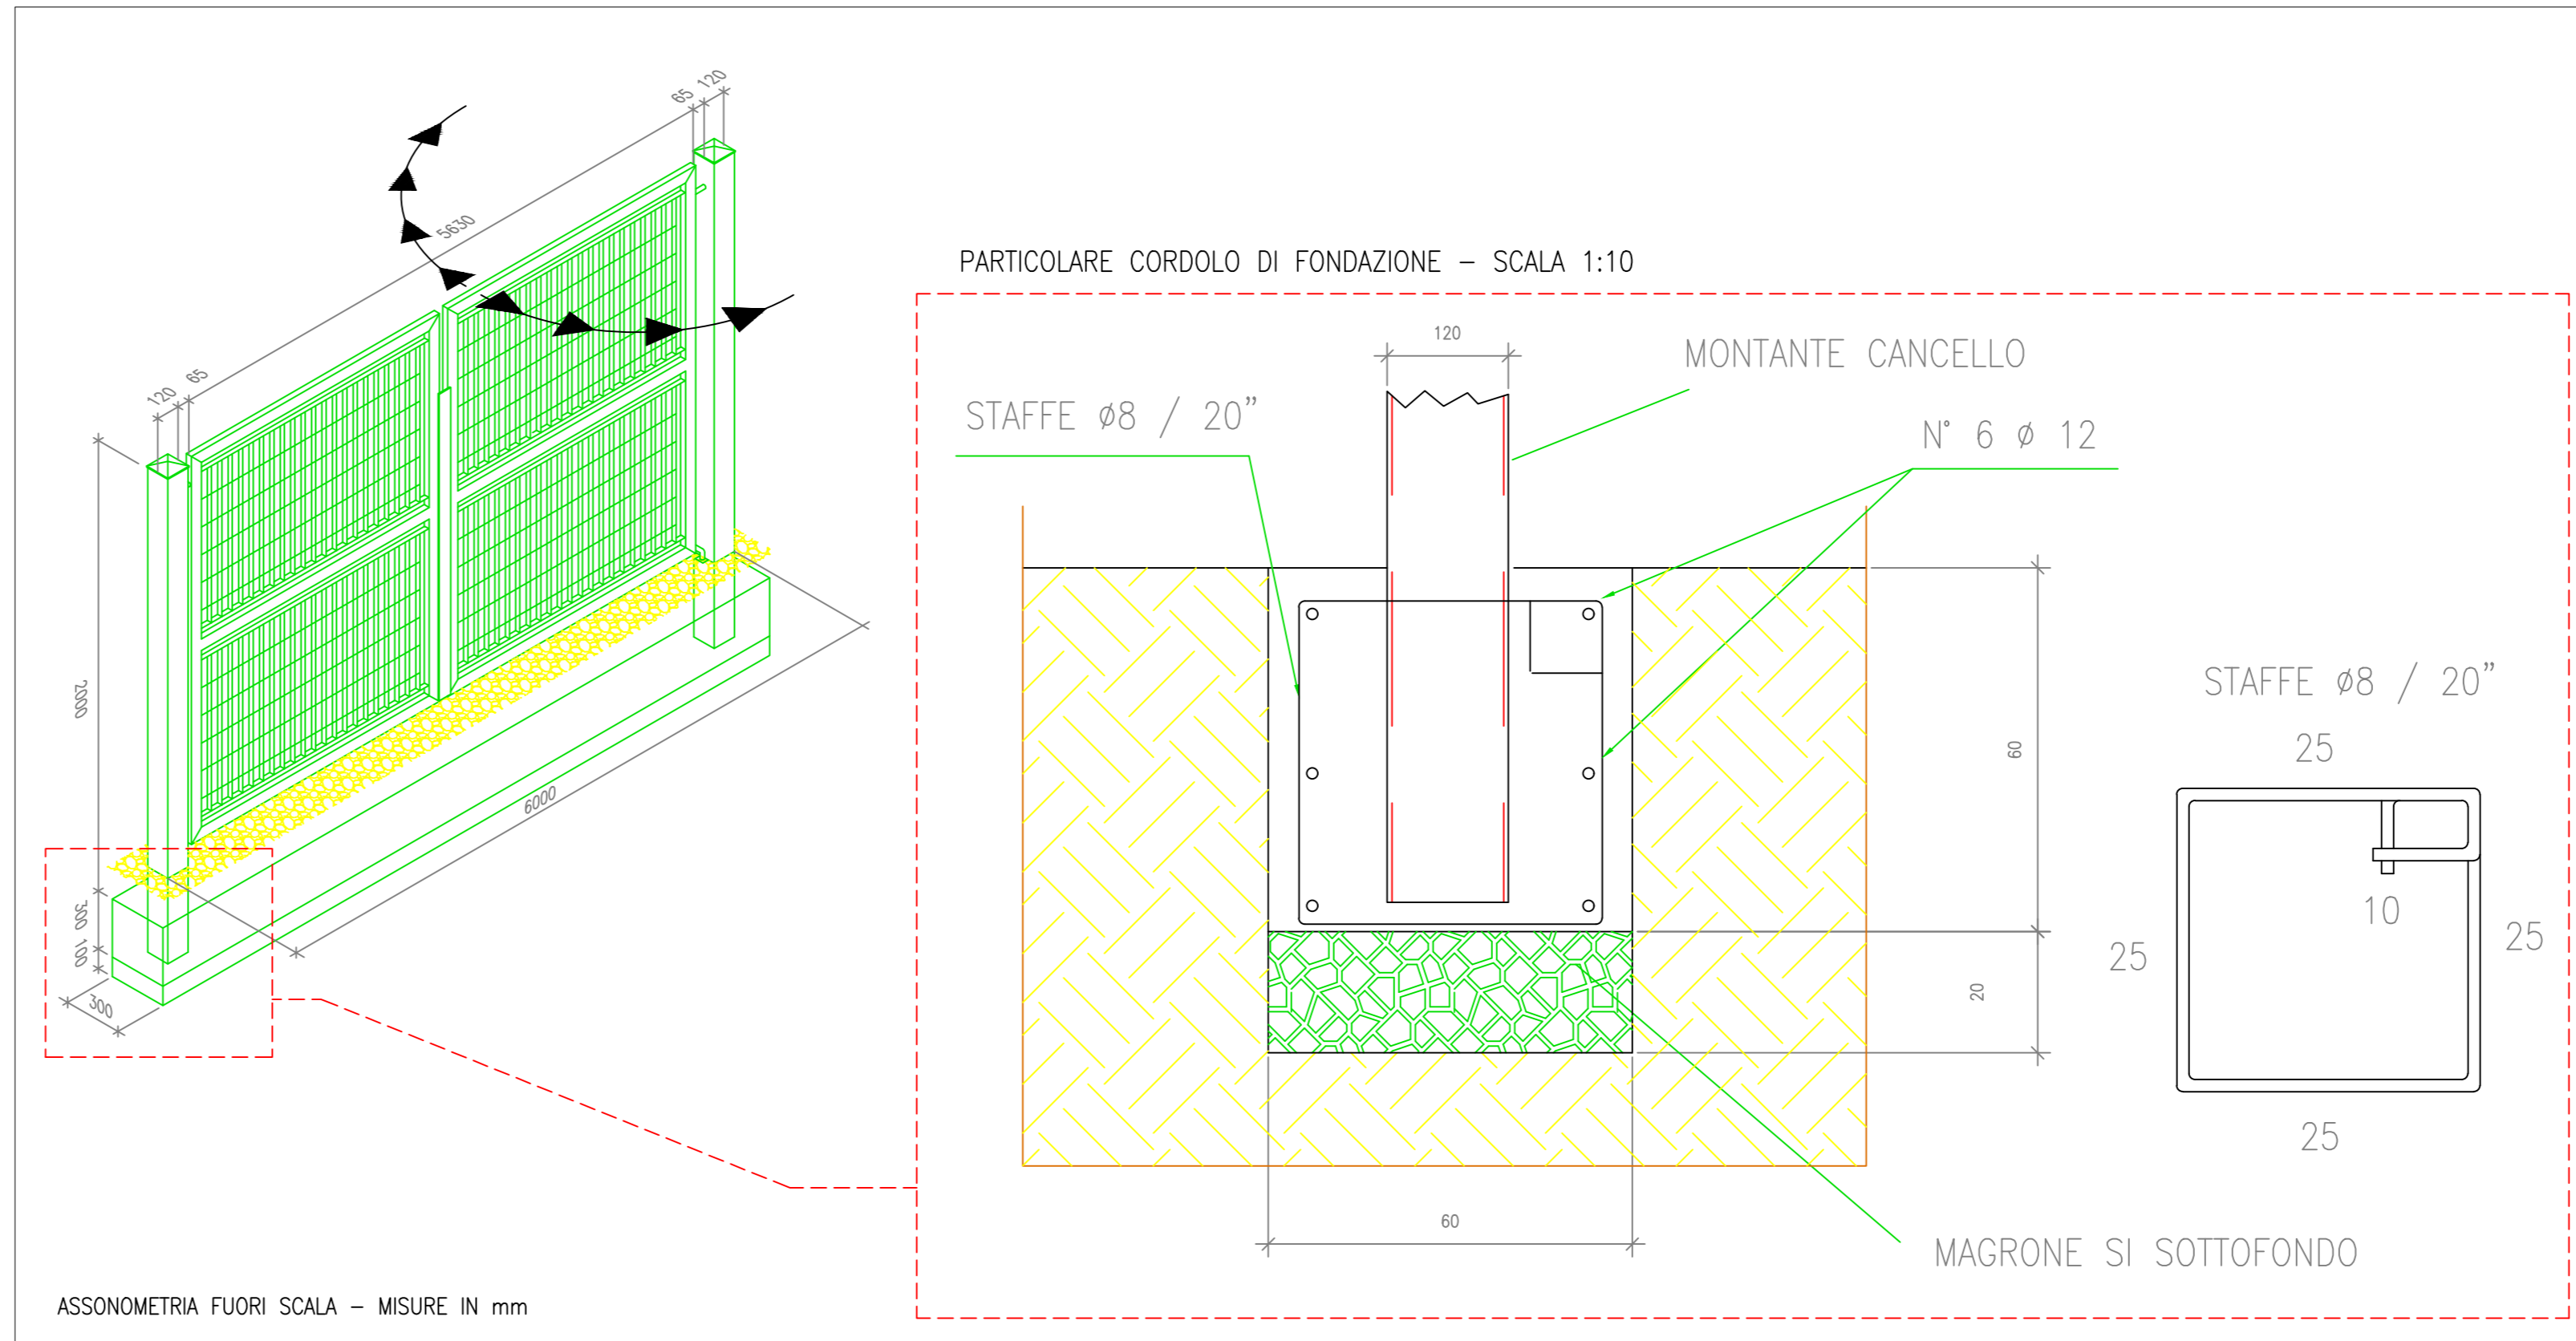 120
65
5630
65
120
2000
300
100
300
6000
ASSONOMETRIA FUORI SCALA – MISURE IN mm
PARTICOLARE CORDOLO DI FONDAZIONE – SCALA 1:10
120
MONTANTE CANCELLO
STAFFE ø8 / 20”
N° 6 ø 12
60
20
60
MAGRONE SI SOTTOFONDO
STAFFE ø8 / 20”
25
10
25
25
25